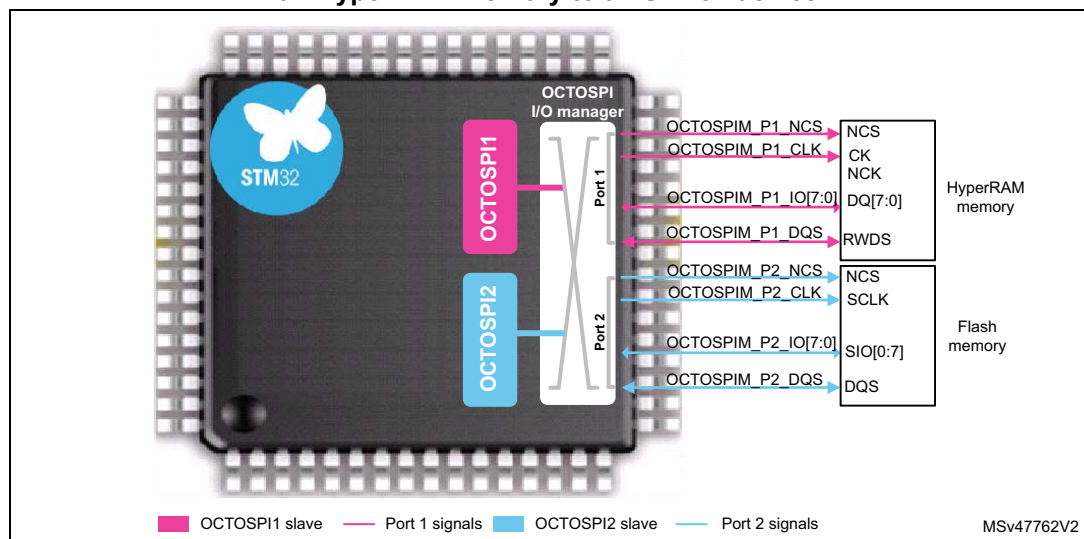 OCTOSPI
I/O manager
STM32
OCTOSPI1
OCTOSPI2
Port 1
Port 2
OCTOSPIM_P1_NCS
OCTOSPIM_P1_CLK
OCTOSPIM_P1_IO[7:0]
OCTOSPIM_P1_DQS
NCS
CK
NCK
DQ[7:0]
RWDS
HyperRAM
memory
OCTOSPIM_P2_NCS
OCTOSPIM_P2_CLK
OCTOSPIM_P2_IO[7:0]
OCTOSPIM_P2_DQS
NCS
SCLK
SIO[0:7]
DQS
Flash
memory
OCTOSPI1 slave
Port 1 signals
OCTOSPI2 slave
Port 2 signals
MSv47762V2